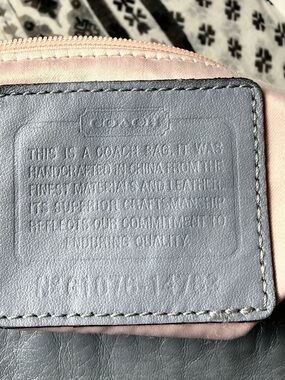 COACH
THIS IS A COACH BAG. IT WAS
HANDCRAFTED IN CHINA FROM THE
FINEST MATERIALS AND LEATHER.
ITS SUPERIOR CRAFTSMANSHIP
REFLECTS OUR COMMITMENT TO
ENDURING QUALITY.